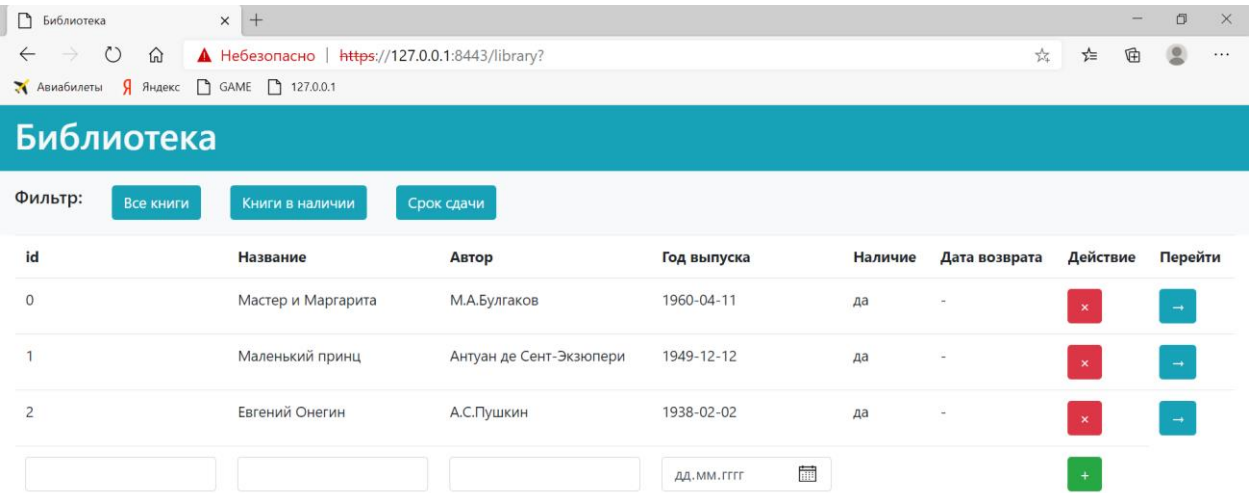 Библиотека
Небезопасно | https://127.0.0.1:8443/library?
Авиабилеты Яндекс GAME 127.0.0.1
Библиотека
Фильтр: Все книги Книги в наличии Срок сдачи
id Название Автор Год выпуска Наличие Дата возврата Действие Перейти
0 Мастер и Маргарита М.А.Булгаков 1960-04-11 да - × →
1 Маленький принц Антуан де Сент-Экзюпери 1949-12-12 да - × →
2 Евгений Онегин А.С.Пушкин 1938-02-02 да - × →
дд.мм.гггг +